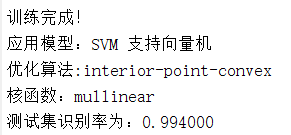 训练完成!
应用模型：SVM 支持向量机
优化算法:interior-point-convex
核函数：mullinear
测试集识别率为：0.994000